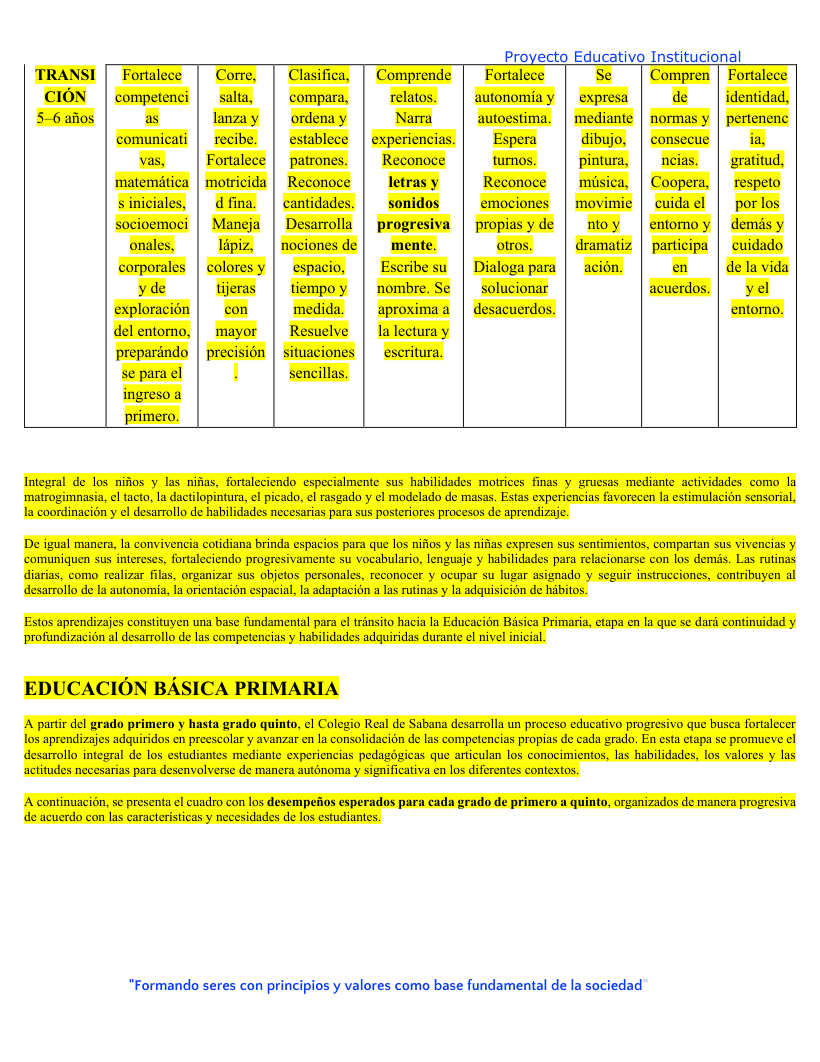 Proyecto Educativo Institucional
TRANSI
CIÓN
5–6 años
Fortalece
competenci
as
comunicati
vas,
matemática
s iniciales,
socioemoci
onales,
corporales
y de
exploración
del entorno,
preparándo
se para el
ingreso a
primero.
Corre,
salta,
lanza y
recibe.
Fortalece
motricida
d fina.
Maneja
lápiz,
colores y
tijeras
con
mayor
precisión
.
Clasifica,
compara,
ordena y
establece
patrones.
Reconoce
cantidades.
Desarrolla
nociones de
espacio,
tiempo y
medida.
Resuelve
situaciones
sencillas.
Comprende
relatos.
Narra
experiencias.
Reconoce
letras y
sonidos
progresiva
mente.
Escribe su
nombre. Se
aproxima a
la lectura y
escritura.
Fortalece
autonomía y
autoestima.
Espera
turnos.
Reconoce
emociones
propias y de
otros.
Dialoga para
solucionar
desacuerdos.
Se
expresa
mediante
dibujo,
pintura,
música,
movimie
nto y
dramatiz
ación.
Compren
de
normas y
consecue
ncias.
Coopera,
cuida el
entorno y
participa
en
acuerdos.
Fortalece
identidad,
pertenenc
ia,
gratitud,
respeto
por los
demás y
cuidado
de la vida
y el
entorno.
Integral de los niños y las niñas, fortaleciendo especialmente sus habilidades motrices finas y gruesas mediante actividades como la
matrogimnasia, el tacto, la dactilopintura, el picado, el rasgado y el modelado de masas. Estas experiencias favorecen la estimulación sensorial,
la coordinación y el desarrollo de habilidades necesarias para sus posteriores procesos de aprendizaje.
De igual manera, la convivencia cotidiana brinda espacios para que los niños y las niñas expresen sus sentimientos, compartan sus vivencias y
comuniquen sus intereses, fortaleciendo progresivamente su vocabulario, lenguaje y habilidades para relacionarse con los demás. Las rutinas
diarias, como realizar filas, organizar sus objetos personales, reconocer y ocupar su lugar asignado y seguir instrucciones, contribuyen al
desarrollo de la autonomía, la orientación espacial, la adaptación a las rutinas y la adquisición de hábitos.
Estos aprendizajes constituyen una base fundamental para el tránsito hacia la Educación Básica Primaria, etapa en la que se dará continuidad y
profundización al desarrollo de las competencias y habilidades adquiridas durante el nivel inicial.
EDUCACIÓN BÁSICA PRIMARIA
A partir del grado primero y hasta grado quinto, el Colegio Real de Sabana desarrolla un proceso educativo progresivo que busca fortalecer
los aprendizajes adquiridos en preescolar y avanzar en la consolidación de las competencias propias de cada grado. En esta etapa se promueve el
desarrollo integral de los estudiantes mediante experiencias pedagógicas que articulan los conocimientos, las habilidades, los valores y las
actitudes necesarias para desenvolverse de manera autónoma y significativa en los diferentes contextos.
A continuación, se presenta el cuadro con los desempeños esperados para cada grado de primero a quinto, organizados de manera progresiva
de acuerdo con las características y necesidades de los estudiantes.
"Formando seres con principios y valores como base fundamental de la sociedad"